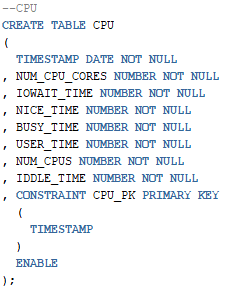 --CPU
CREATE TABLE CPU
(
TIMESTAMP DATE NOT NULL
, NUM_CPU_CORES NUMBER NOT NULL
, IOWAIT_TIME NUMBER NOT NULL
, NICE_TIME NUMBER NOT NULL
, BUSY_TIME NUMBER NOT NULL
, USER_TIME NUMBER NOT NULL
, NUM_CPUS NUMBER NOT NULL
, IDDLE_TIME NUMBER NOT NULL
, CONSTRAINT CPU_PK PRIMARY KEY
(
TIMESTAMP
)
ENABLE
);